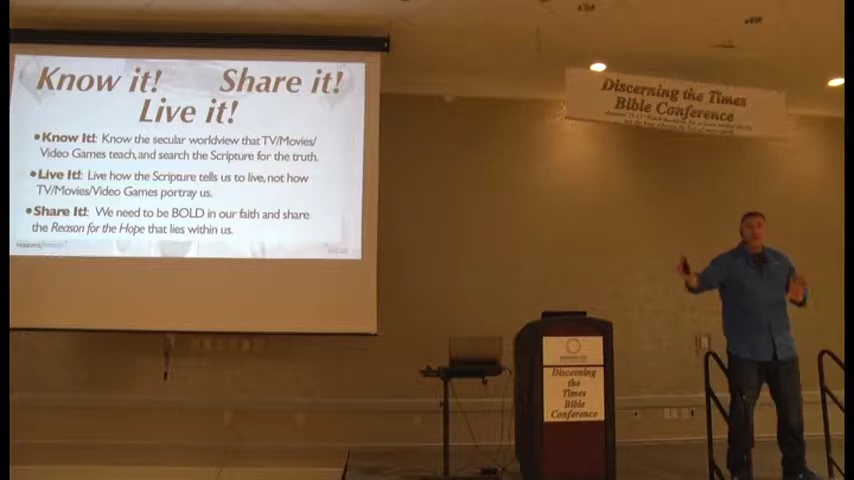 Know it! Share it!
Live it!
•Know It!: Know the secular worldview that TV/Movies/
Video Games teach, and search the Scripture for the truth.
•Live It!: Live how the Scripture tells us to live, not how
TV/Movies/Video Games portray us.
•Share It!: We need to be BOLD in our faith and share
the Reason for the Hope that lies within us.
Discerning the Times
Bible Conference
Discerning
the
Times
Bible
Conference